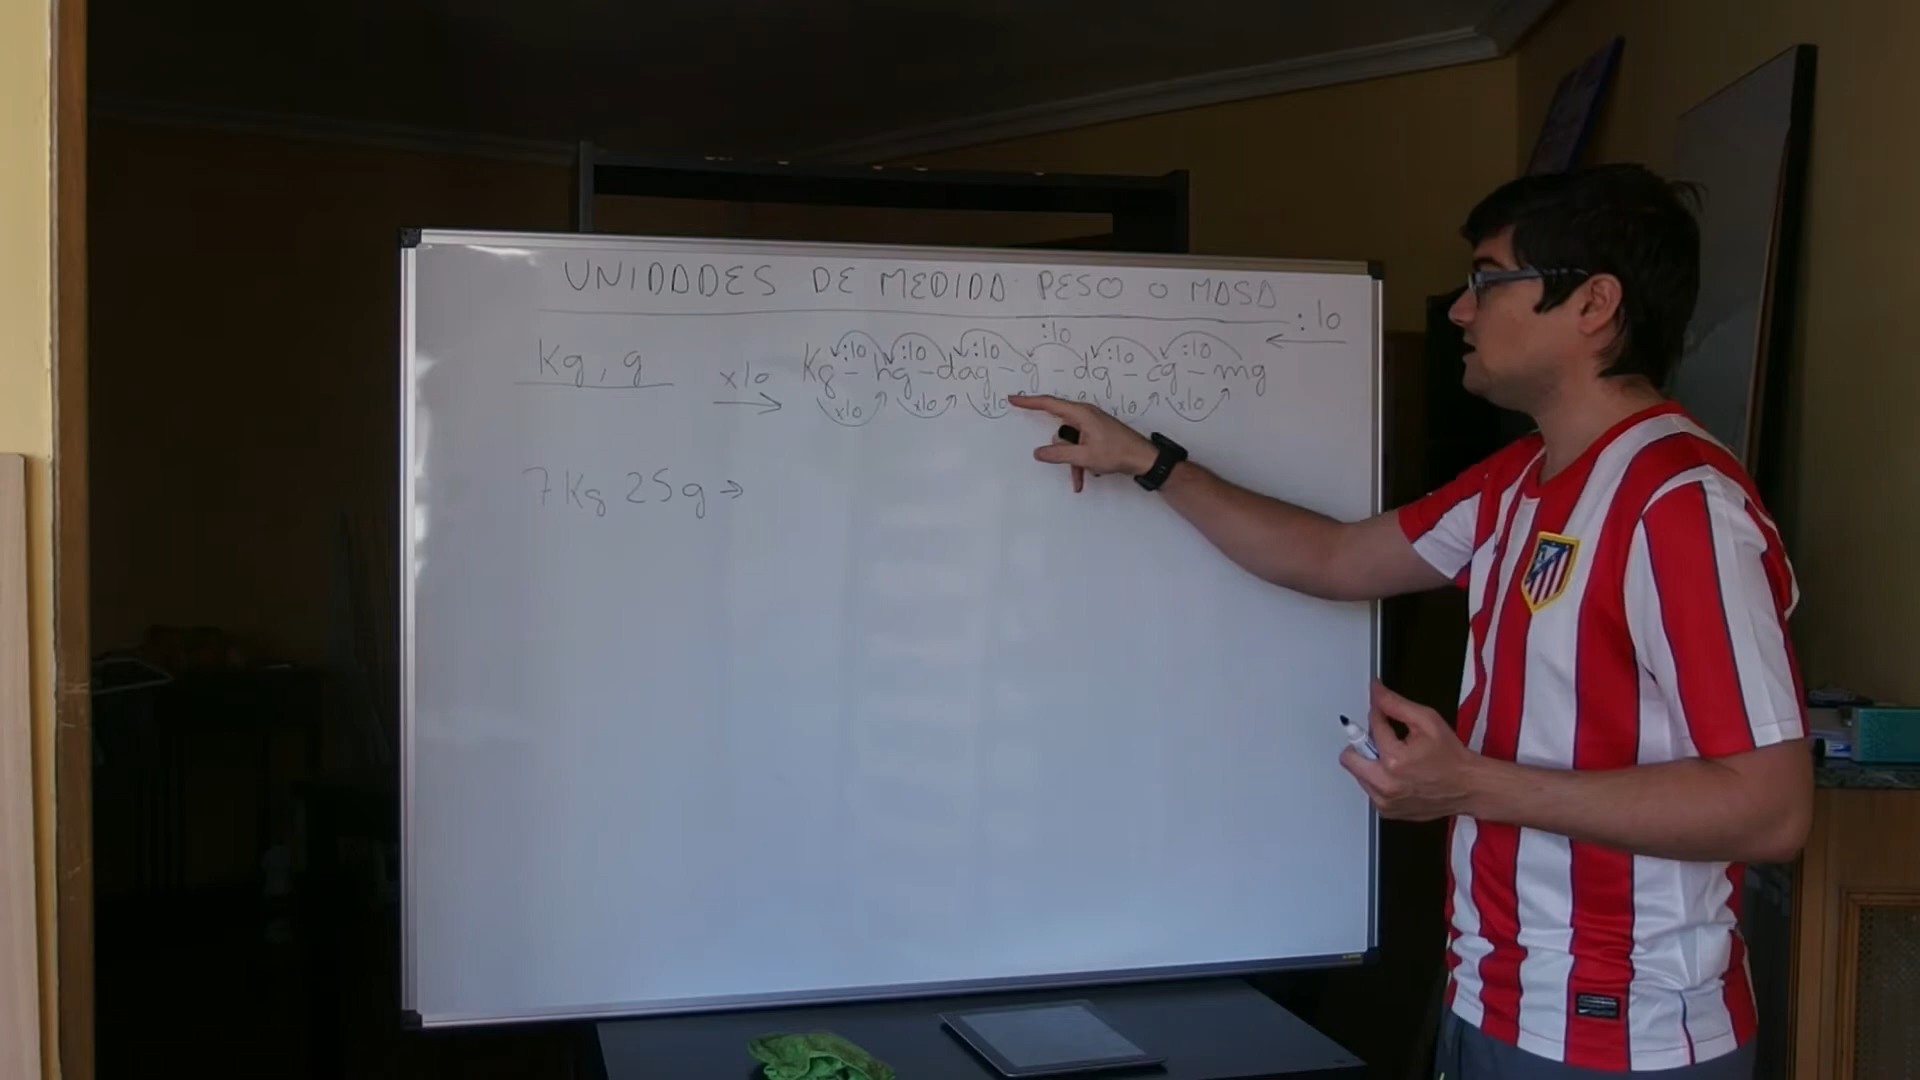 UNIDADES DE MEDIDA PESO O MASA
:10
:10
Kg, g
x10
:10 :10 :10 :10 :10
Kg - hg - dag - g - dg - cg - mg
x10 x10 x10 x10 x10
7 Kg 25 g →